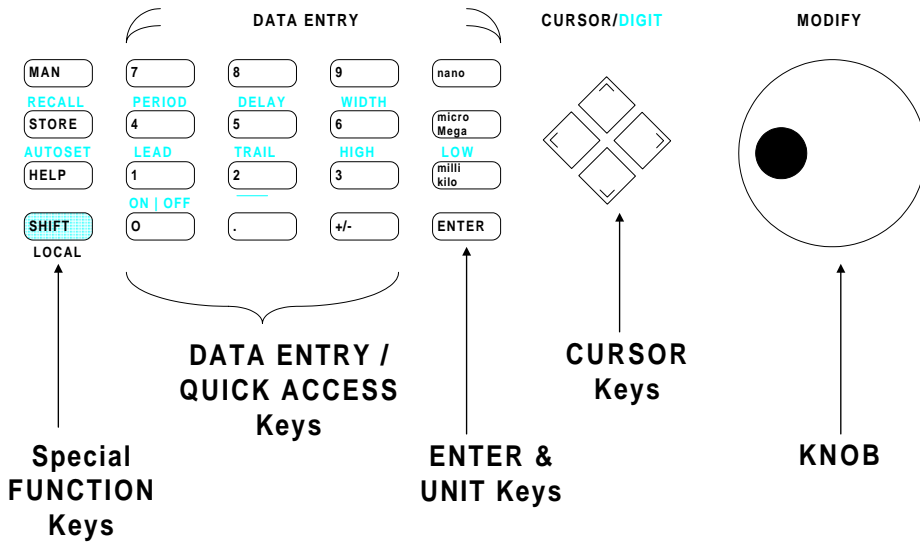 DATA ENTRY CURSOR/DIGIT MODIFY
MAN 7 8 9 nano
RECALL PERIOD DELAY WIDTH
STORE 4 5 6 micro
Mega
AUTOSET LEAD TRAIL HIGH LOW
HELP 1 2 3 milli
kilo
ON | OFF
SHIFT O . +/- ENTER
LOCAL
DATA ENTRY /
QUICK ACCESS
Keys
CURSOR
Keys
Special
FUNCTION
Keys
ENTER &
UNIT Keys
KNOB